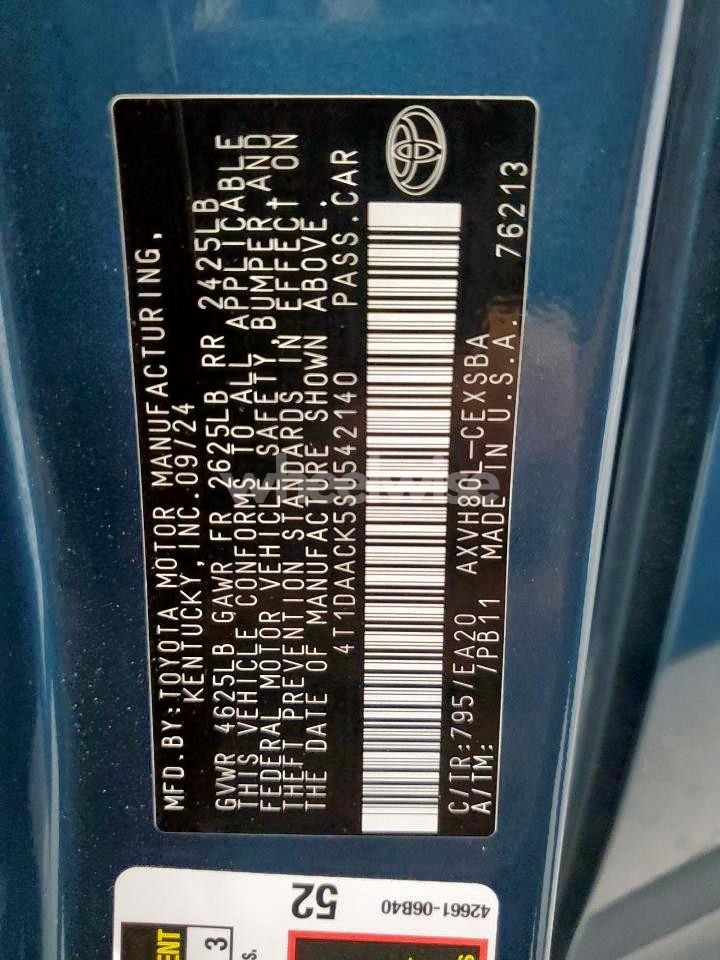 MFD.BY:TOYOTA MOTOR MANUFACTURING,
KENTUCKY, INC. 09/24
GVWR 4625LB GAWR FR 2625LB RR 2425LB
THIS VEHICLE CONFORMS TO ALL APPLICABLE
FEDERAL MOTOR VEHICLE SAFETY, BUMPER AND
THEFT PREVENTION STANDARDS IN EFFECT ON
THE DATE OF MANUFACTURE SHOWN ABOVE.
4T1DAACK5SU542140 PASS.CAR
C/TR:795/EA20 AXVH80L-CEXSBA
A/TM: /PB11 MADE IN U.S.A. 76213
wheelwise
52
42661-06B40
3